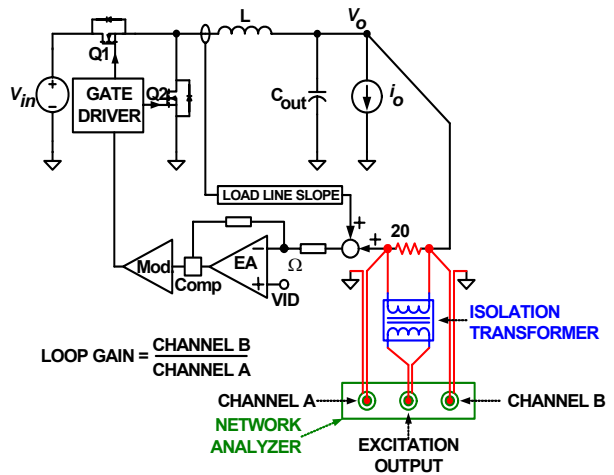 Vo
L
Q1
Vin
GATE
DRIVER
Q2
Cout
io
LOAD LINE SLOPE
+
+
20
Mod
Comp
EA
−
+
Ω
VID
ISOLATION
TRANSFORMER
LOOP GAIN = CHANNEL B
CHANNEL A
CHANNEL A
CHANNEL B
NETWORK
ANALYZER
EXCITATION
OUTPUT